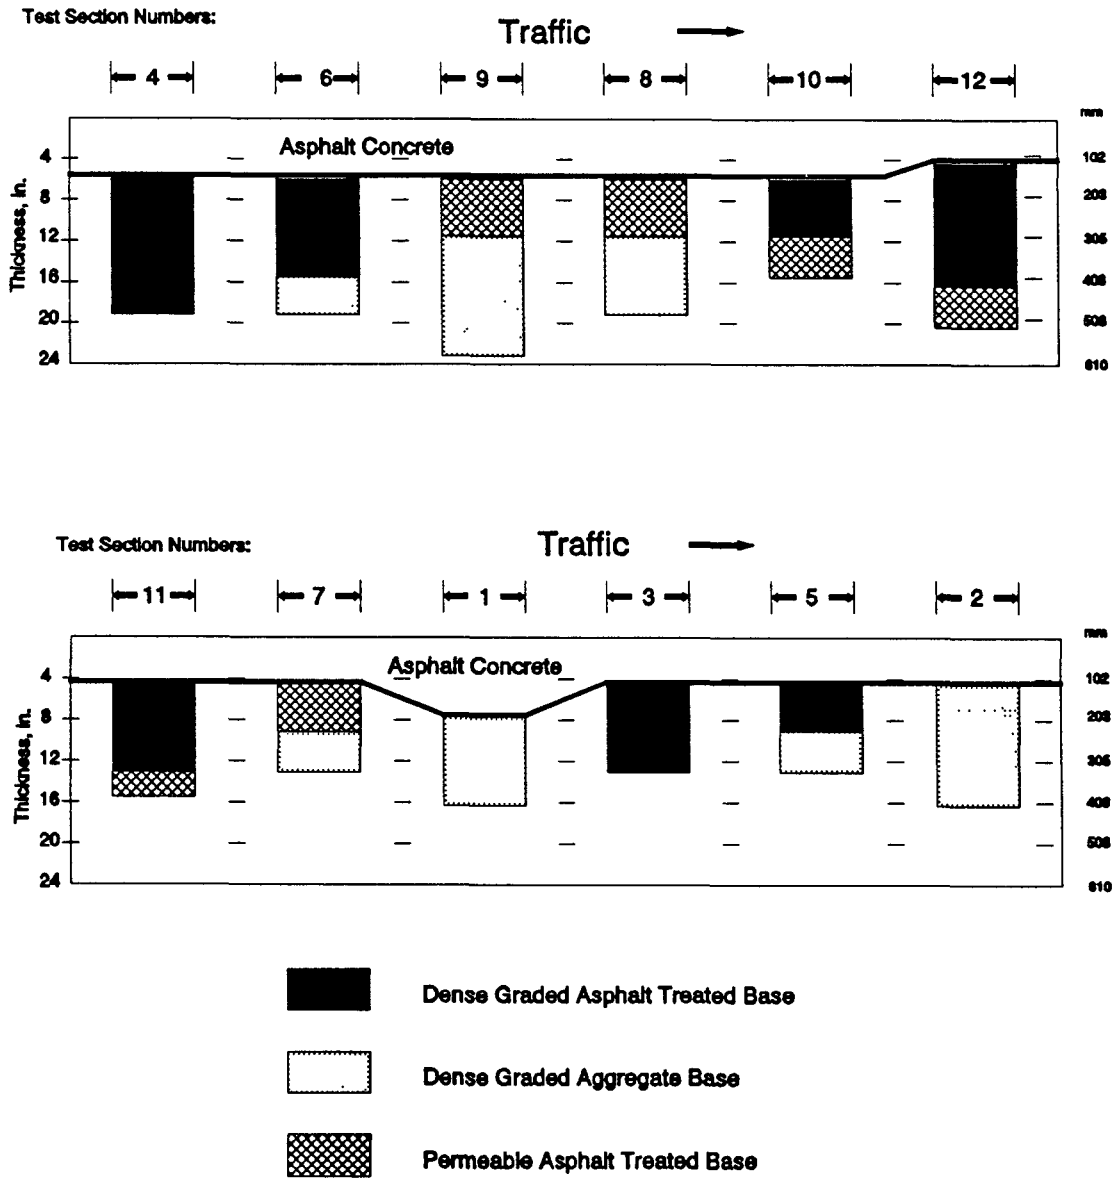 Test Section Numbers:
Traffic
4 6 9 8 10 12
mm
Asphalt Concrete
4 102
8 203
12 305
16 406
20 508
24 610
Thickness, in.
Test Section Numbers:
Traffic
11 7 1 3 5 2
mm
Asphalt Concrete
4 102
8 203
12 305
16 406
20 508
24 610
Thickness, in.
Dense Graded Asphalt Treated Base
Dense Graded Aggregate Base
Permeable Asphalt Treated Base